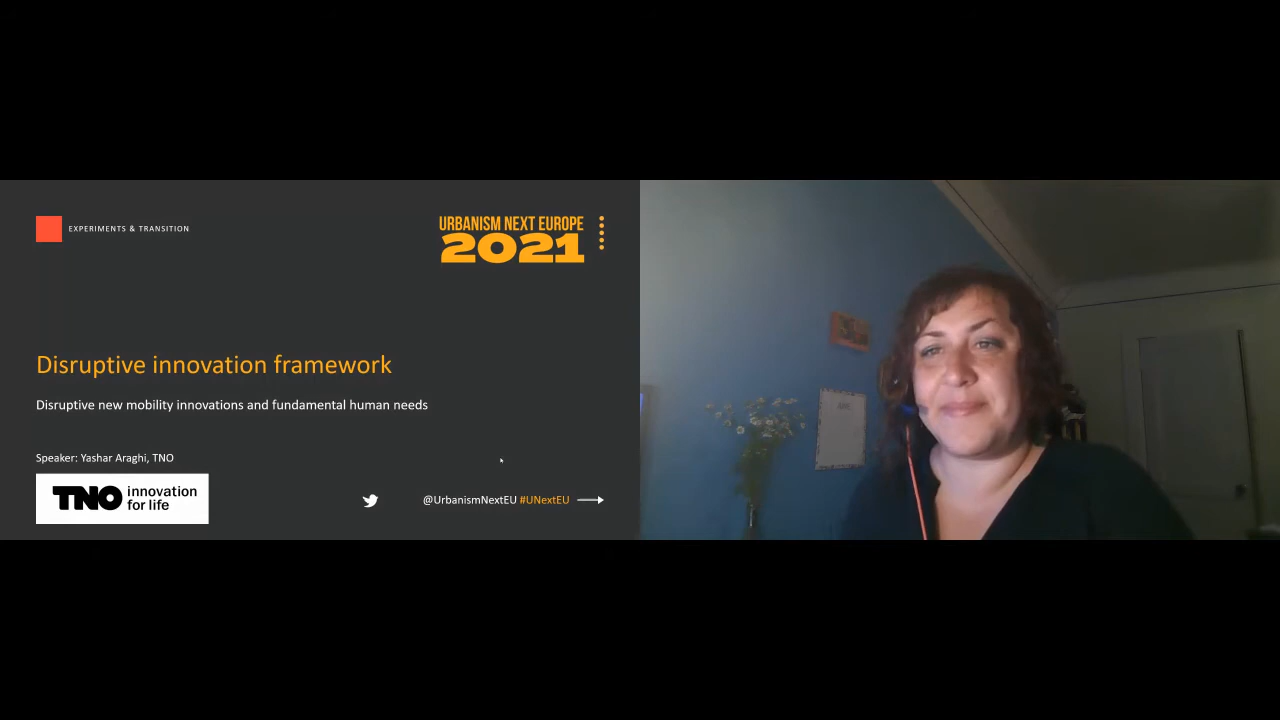 EXPERIMENTS & TRANSITION
URBANISM NEXT EUROPE
2021
Disruptive innovation framework
Disruptive new mobility innovations and fundamental human needs
Speaker: Yashar Araghi, TNO
TNO innovation
for life
@UrbanismNextEU #UNextEU